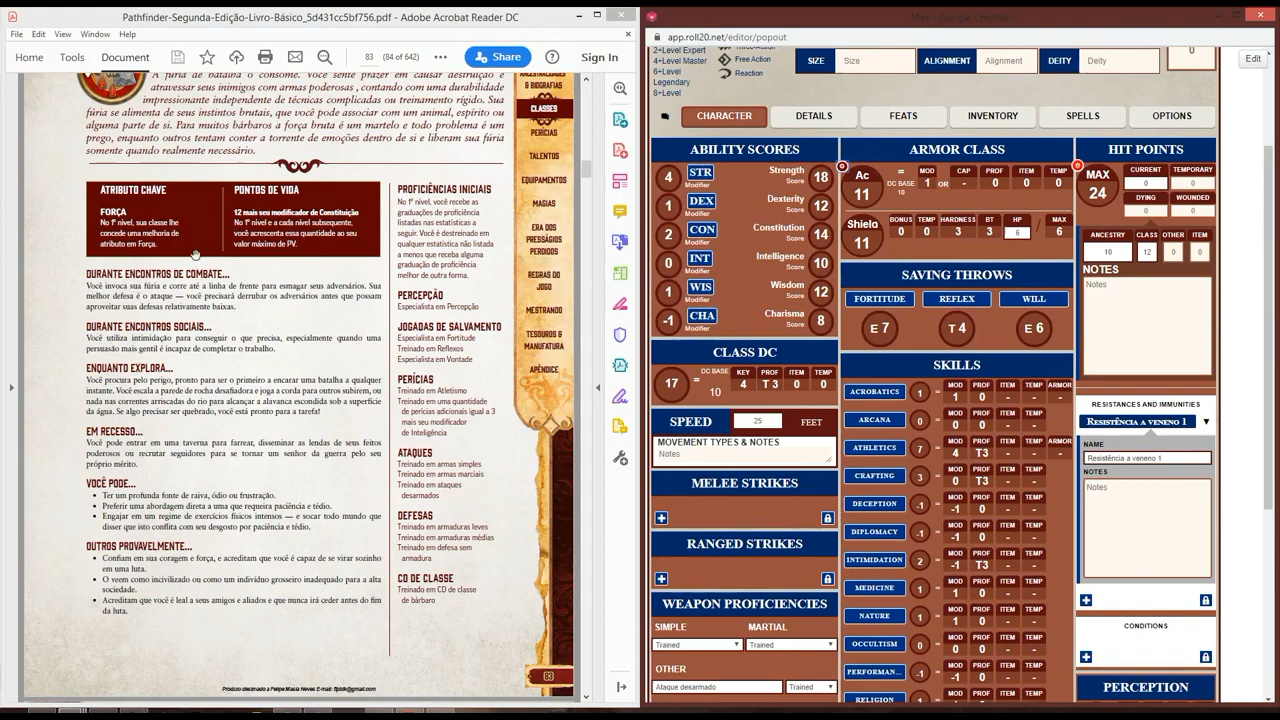 Pathfinder-Segunda-Edição-Livro-Básico_5d431cc5bf756.pdf - Adobe Acrobat Reader DC
File Edit View Window Help
Home Tools Document
83 (84 of 642)
Share
Sign In
A fúria de batalha o consome. Você sente prazer em causar destruição e
atravessar seus inimigos com armas poderosas , contando com uma durabilidade
impressionante independente de técnicas complicadas ou treinamento rígido. Sua
fúria se alimenta de seus instintos brutais, que você pode associar com um animal, espírito ou
alguma parte de si. Para muitos bárbaros a força bruta é um martelo e todo problema é um
prego, enquanto outros tentam conter a torrente de emoções dentro de si e liberam sua fúria
somente quando realmente necessário.
ATRIBUTO CHAVE
FORÇA
No 1º nível, sua classe lhe
concede uma melhoria de
atributo em Força.
PONTOS DE VIDA
12 mais seu modificador de Constituição
No 1º nível e a cada nível subsequente,
você acrescenta essa quantidade ao seu
valor máximo de PV.
DURANTE ENCONTROS DE COMBATE...
Você invoca sua fúria e corre até a linha de frente para esmagar seus adversários. Sua
melhor defesa é o ataque — você precisará derrubar os adversários antes que possam
aproveitar suas defesas relativamente baixas.
DURANTE ENCONTROS SOCIAIS...
Você utiliza intimidação para conseguir o que precisa, especialmente quando uma
persuasão mais gentil é incapaz de completar o trabalho.
ENQUANTO EXPLORA...
Você procura pelo perigo, pronto para ser o primeiro a encarar uma batalha a qualquer
instante. Você escala a parede de rocha desafiadora e joga a corda para outros subirem, ou
nada nas correntes arriscadas do rio para alcançar a alavanca escondida sob a superfície
da água. Se algo precisar ser quebrado, você está pronto para a tarefa!
EM RECESSO...
Você pode entrar em uma taverna para farrear, disseminar as lendas de seus feitos
poderosos ou recrutar seguidores para se tornar um senhor da guerra pelo seu
próprio mérito.
VOCÊ PODE...
• Ter um profunda fonte de raiva, ódio ou frustração.
• Preferir uma abordagem direta a uma que requeira paciência e tédio.
• Engajar em um regime de exercícios físicos intensos — e socar todo mundo que
disser que isto conflita com seu desgosto por paciência e tédio.
OUTROS PROVAVELMENTE...
• Confiam em sua coragem e força, e acreditam que você é capaz de se virar sozinho
em uma luta.
• O veem como incivilizado ou como um indivíduo grosseiro inadequado para a alta
sociedade.
• Acreditam que você é leal a seus amigos e aliados e que nunca irá ceder antes do fim
da luta.
PROFICIÊNCIAS INICIAIS
No 1º nível, você recebe as
graduações de proficiência
listadas nas estatísticas a
seguir. Você é destreinado em
qualquer estatística não listada
a menos que receba alguma
graduação de proficiência
melhor de outra forma.
PERCEPÇÃO
Especialista em Percepção
JOGADAS DE SALVAMENTO
Especialista em Fortitude
Treinado em Reflexos
Especialista em Vontade
PERÍCIAS
Treinado em Atletismo
Treinado em uma quantidade
de perícias adicionais igual a 3
mais seu modificador
de Inteligência
ATAQUES
Treinado em armas simples
Treinado em armas marciais
Treinado em ataques
desarmados
DEFESAS
Treinado em armaduras leves
Treinado em armaduras médias
Treinado em defesa sem
armadura
CD DE CLASSE
Treinado em CD de classe
de bárbaro
ANCESTRALIDADES
& BIOGRAFIAS
CLASSES
PERÍCIAS
TALENTOS
EQUIPAMENTOS
MAGIAS
ERA DOS
PRESSÁGIOS
PERDIDOS
REGRAS DO
JOGO
MESTRANDO
TESOUROS &
MANUFATURA
APÊNDICE
83
app.roll20.net/editor/popout
2+Level Expert
4+Level Master
6+Level
Legendary
8+Level
Free Action
Reaction
SIZE Size
ALIGNMENT Alignment
DEITY Deity
0
Edit
CHARACTER DETAILS FEATS INVENTORY SPELLS OPTIONS
ABILITY SCORES
4 STR Modifier Strength Score 18
1 DEX Modifier Dexterity Score 12
2 CON Modifier Constitution Score 14
0 INT Modifier Intelligence Score 10
1 WIS Modifier Wisdom Score 12
-1 CHA Modifier Charisma Score 8
CLASS DC
DC BASE KEY PROF ITEM TEMP
17 = 10 4 T 3 0 0
SPEED 25 FEET
MOVEMENT TYPES & NOTES
Notes
MELEE STRIKES
RANGED STRIKES
WEAPON PROFICIENCIES
SIMPLE MARTIAL
Trained Trained
OTHER
Ataque desarmado Trained
ARMOR CLASS
MOD CAP PROF ITEM TEMP
Ac 11 = DC BASE 10 1 OR - 0 0 0
BONUS TEMP HARDNESS BT HP MAX
Shield 11 0 0 3 3 6 / 6
SAVING THROWS
FORTITUDE REFLEX WILL
E 7 T 4 E 6
SKILLS
MOD PROF ITEM TEMP ARMOR
ACROBATICS 1 = 1 0 - - -
ARCANA 0 = 0 0 - -
ATHLETICS 7 = 4 T3 - - -
CRAFTING 3 = 0 T3 - -
DECEPTION -1 = -1 0 - -
DIPLOMACY -1 = -1 0 - -
INTIMIDATION 2 = -1 T3 - -
MEDICINE 1 = 1 0 - -
NATURE 1 = 1 0 - -
OCCULTISM 0 = 0 0 - -
PERFORMAN... -1 = -1 0 - -
RELIGION
HIT POINTS
MAX 24
CURRENT TEMPORARY
0 0
DYING WOUNDED
0 0
ANCESTRY CLASS OTHER ITEM
10 12 0 0
NOTES
Notes
RESISTANCES AND IMMUNITIES
Resistência a veneno 1
NAME
Resistência a veneno 1
NOTES
Notes
CONDITIONS
PERCEPTION